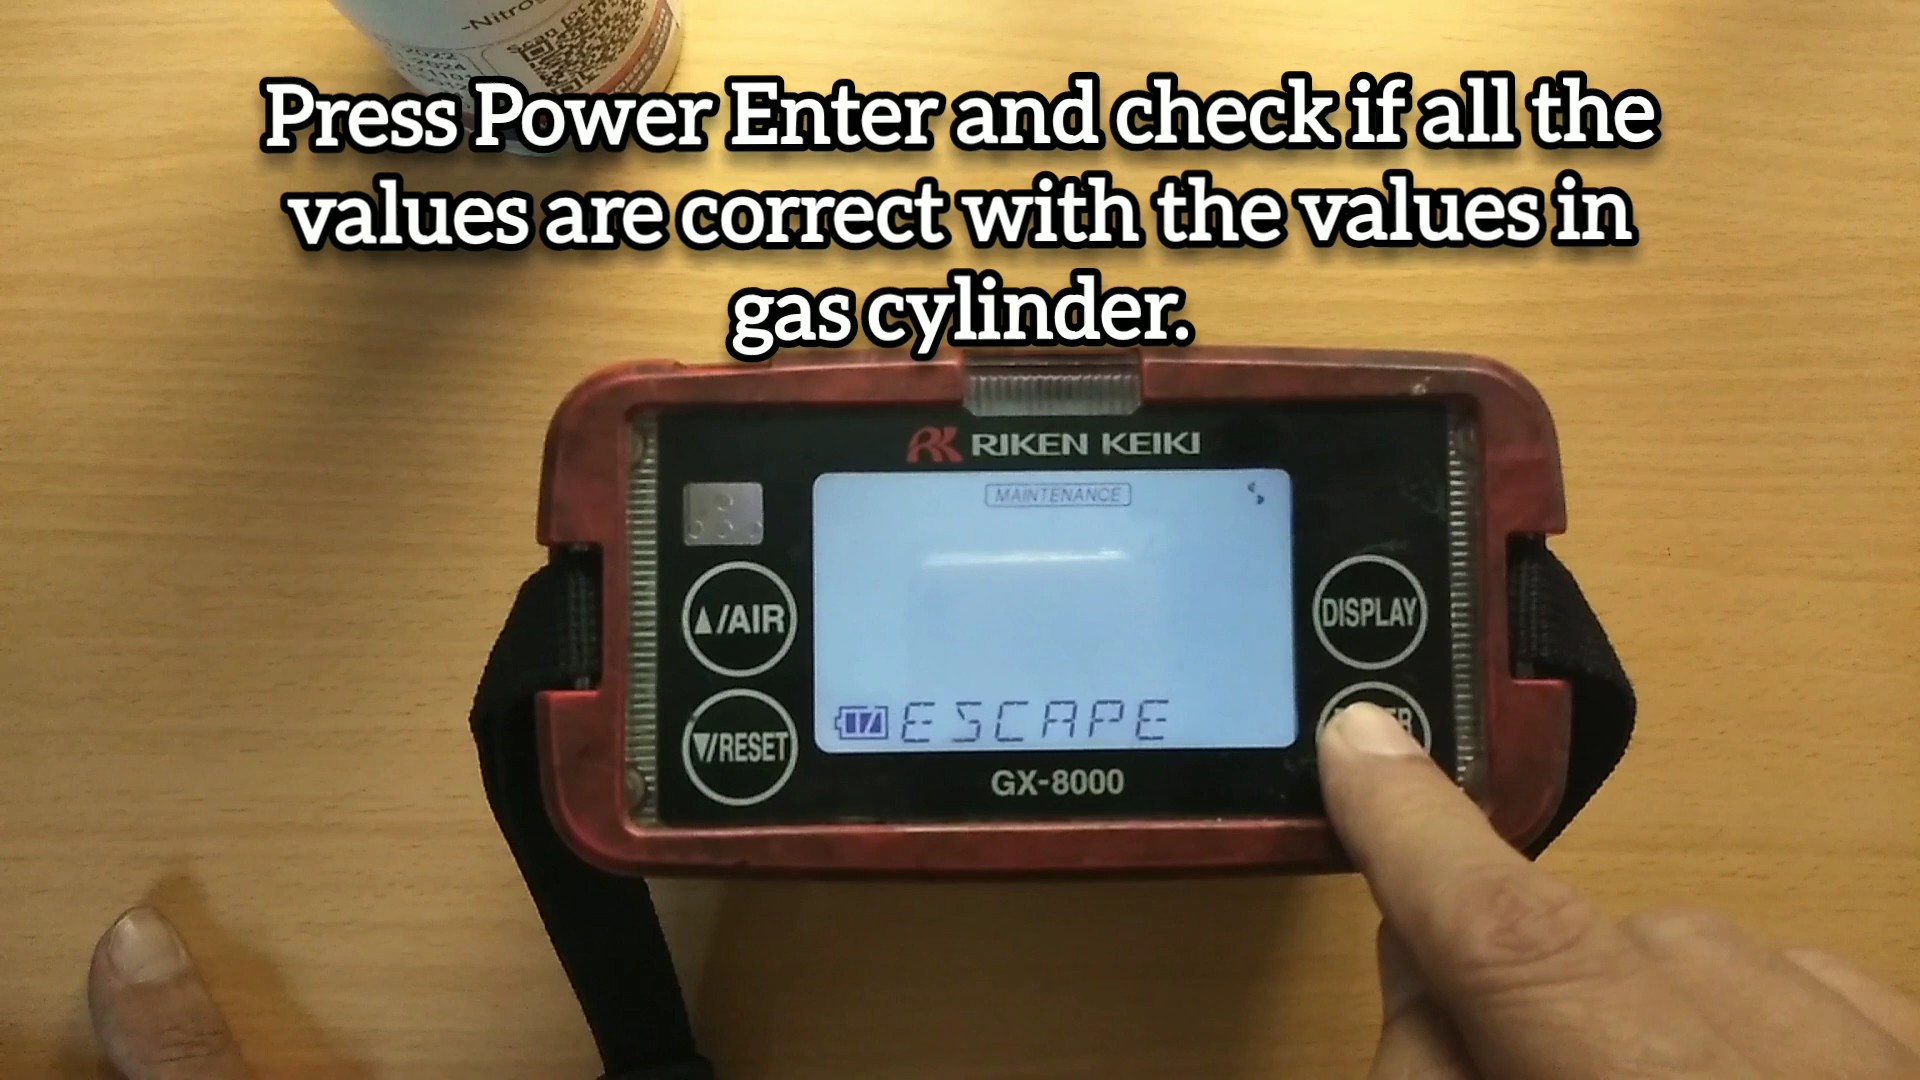 Press Power Enter and check if all the
values are correct with the values in
gas cylinder.
RIKEN KEIKI
MAINTENANCE
▲/AIR
DISPLAY
ESCAPE
▼/RESET
GX-8000